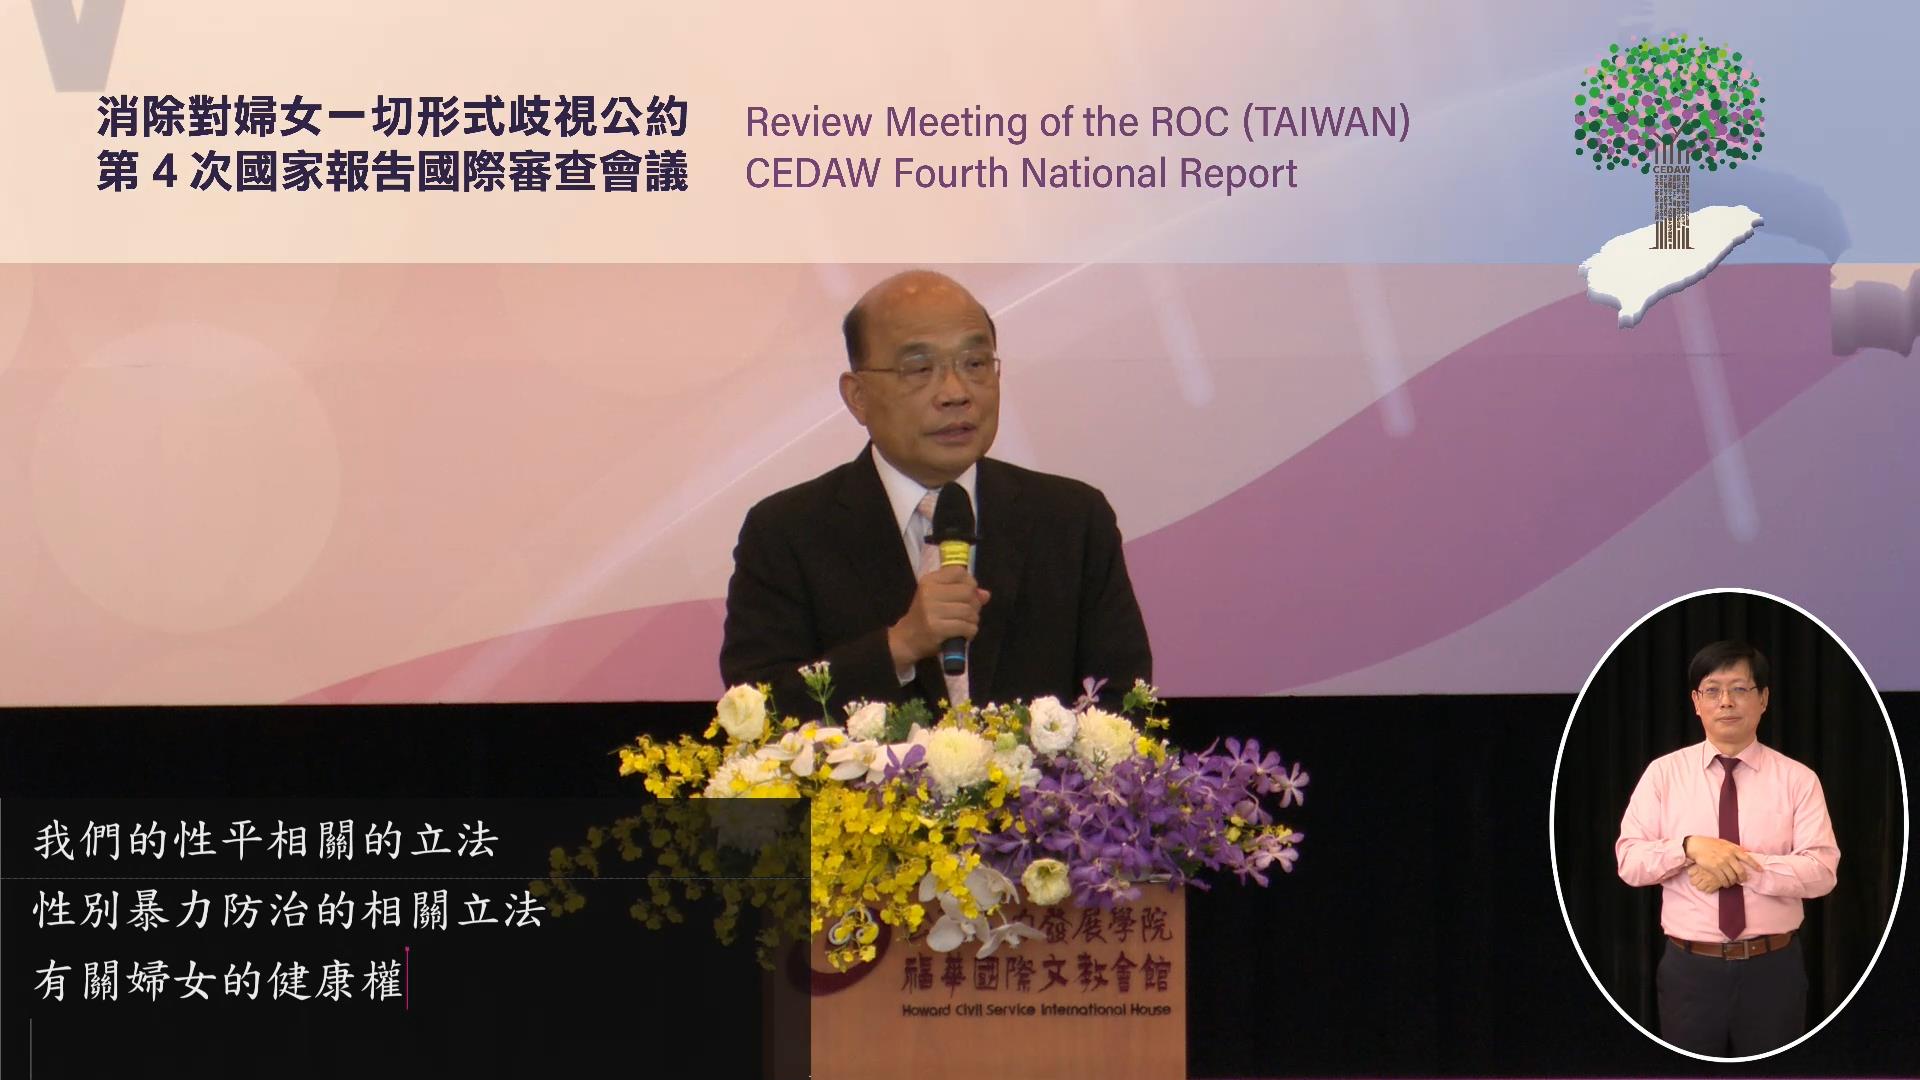 消除對婦女一切形式歧視公約
第4次國家報告國際審查會議
Review Meeting of the ROC (TAIWAN)
CEDAW Fourth National Report
CEDAW
我們的性平相關的立法
性別暴力防治的相關立法
有關婦女的健康權
發展學院
福華國際文教會館
Howard Civil Service International House